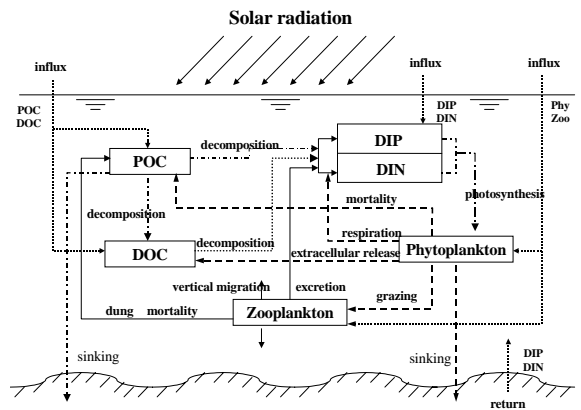 Solar radiation
influx
influx
influx
POC
DOC
DIP
DIN
Phy
Zoo
decomposition
DIP
POC
DIN
photosynthesis
mortality
decomposition
respiration
decomposition
Phytoplankton
DOC
extracellular release
vertical migration
excretion
grazing
dung mortality
Zooplankton
sinking
sinking
DIP
DIN
return